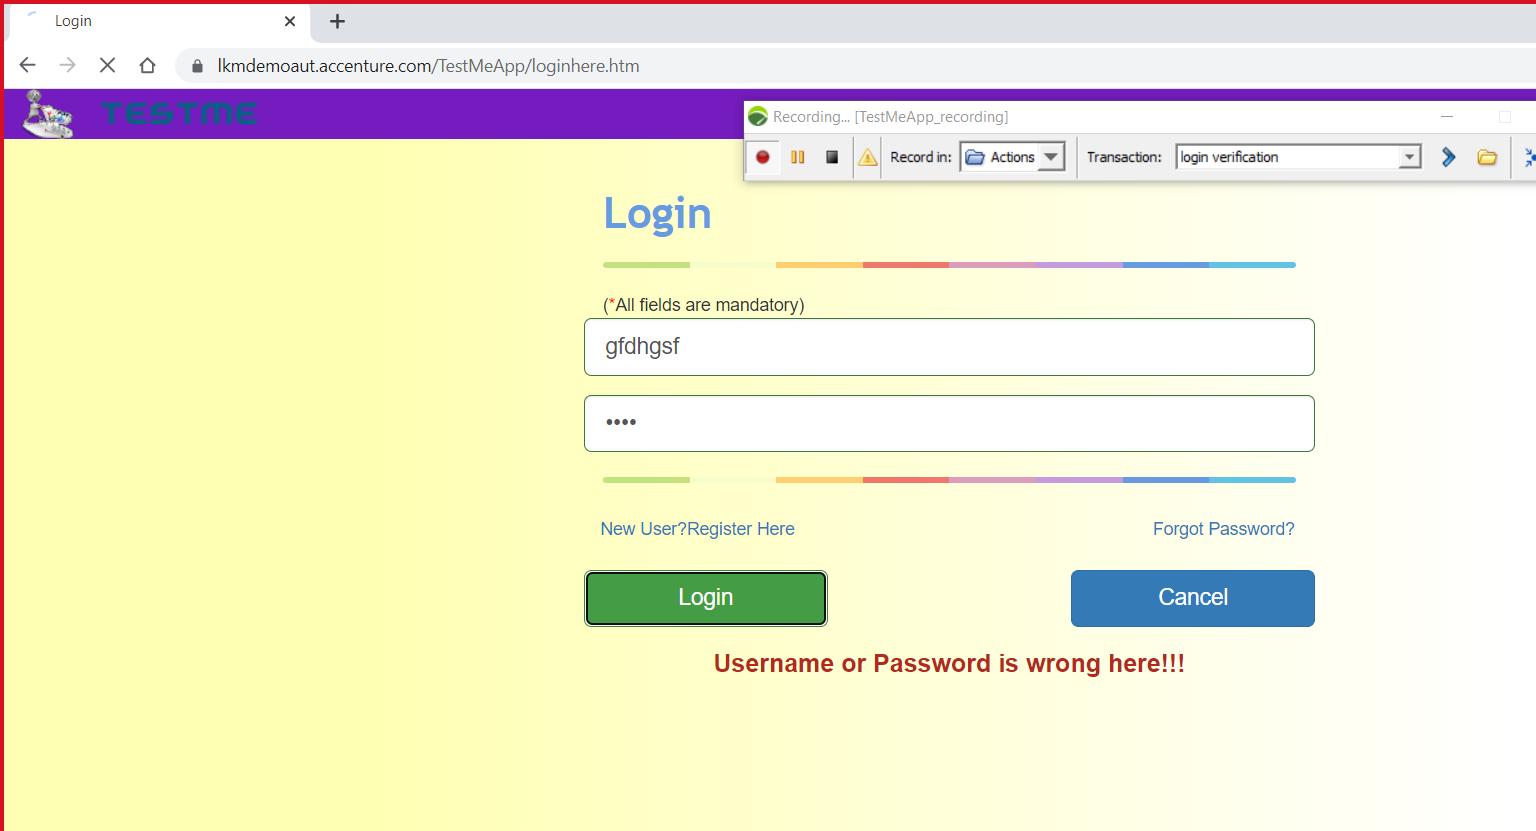 Login
lkmdemoaut.accenture.com/TestMeApp/loginhere.htm
TESTME
Recording... [TestMeApp_recording]
Record in: Actions Transaction: login verification
Login
(*All fields are mandatory)
gfdhgsf
••••
New User?Register Here Forgot Password?
Login Cancel
Username or Password is wrong here!!!